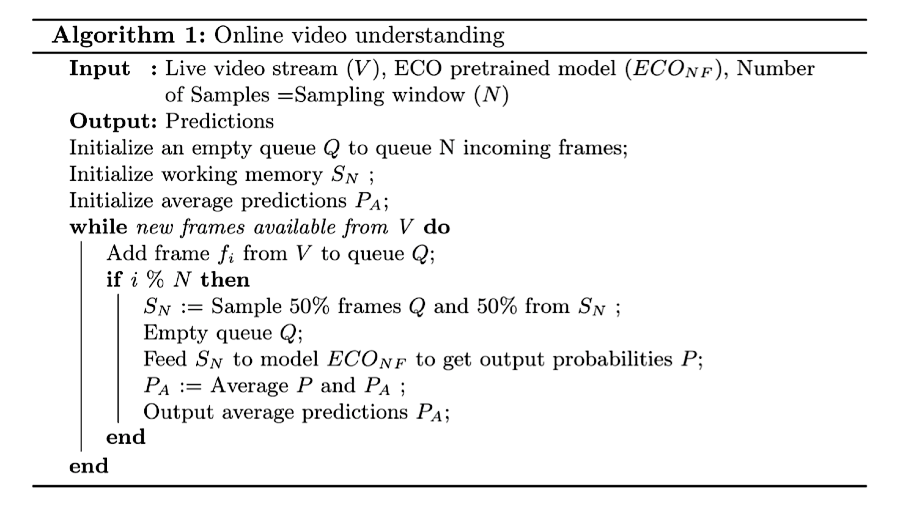 Algorithm 1: Online video understanding
Input : Live video stream (V), ECO pretrained model (ECO_NF), Number
of Samples =Sampling window (N)
Output: Predictions
Initialize an empty queue Q to queue N incoming frames;
Initialize working memory S_N ;
Initialize average predictions P_A;
while new frames available from V do
Add frame f_i from V to queue Q;
if i % N then
S_N := Sample 50% frames Q and 50% from S_N ;
Empty queue Q;
Feed S_N to model ECO_NF to get output probabilities P;
P_A := Average P and P_A ;
Output average predictions P_A;
end
end